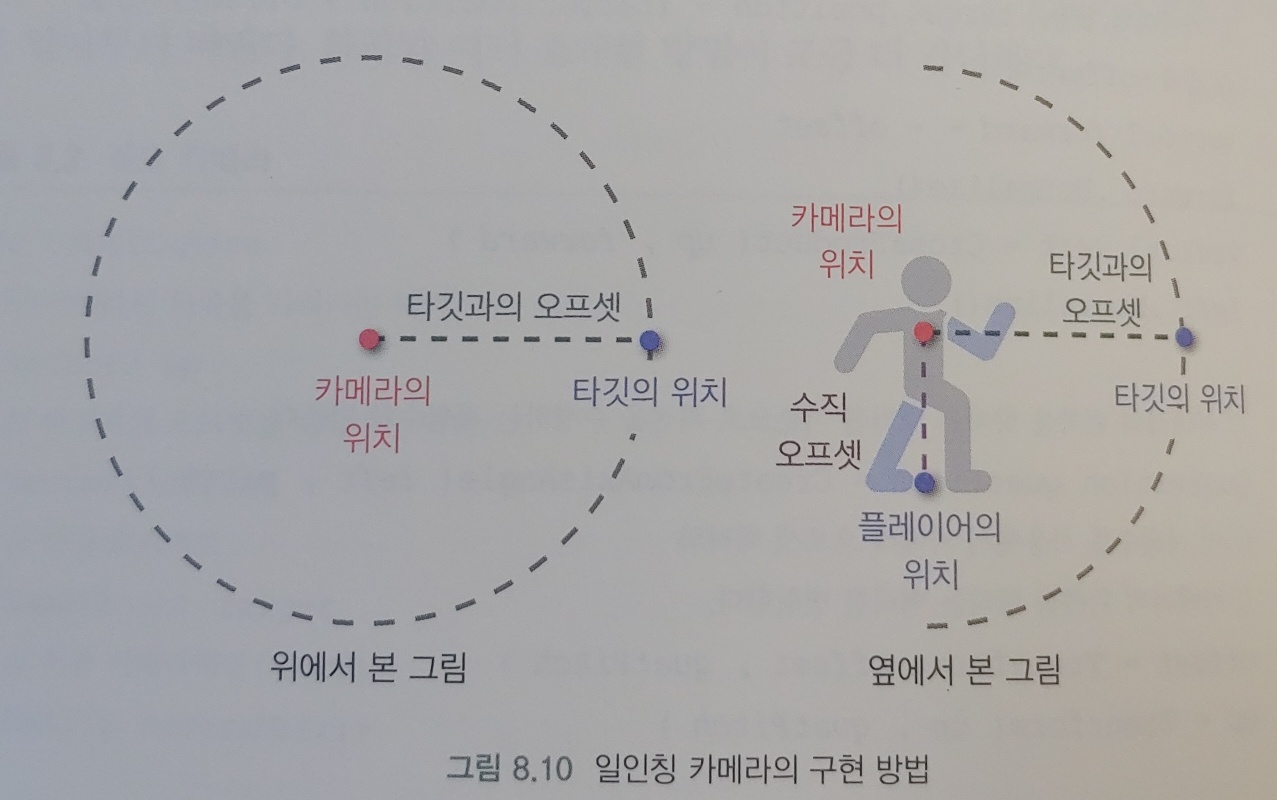 타깃과의 오프셋
카메라의
위치
타깃의 위치
위에서 본 그림
카메라의
위치
타깃과의
오프셋
타깃의 위치
수직
오프셋
플레이어의
위치
옆에서 본 그림
그림 8.10 일인칭 카메라의 구현 방법